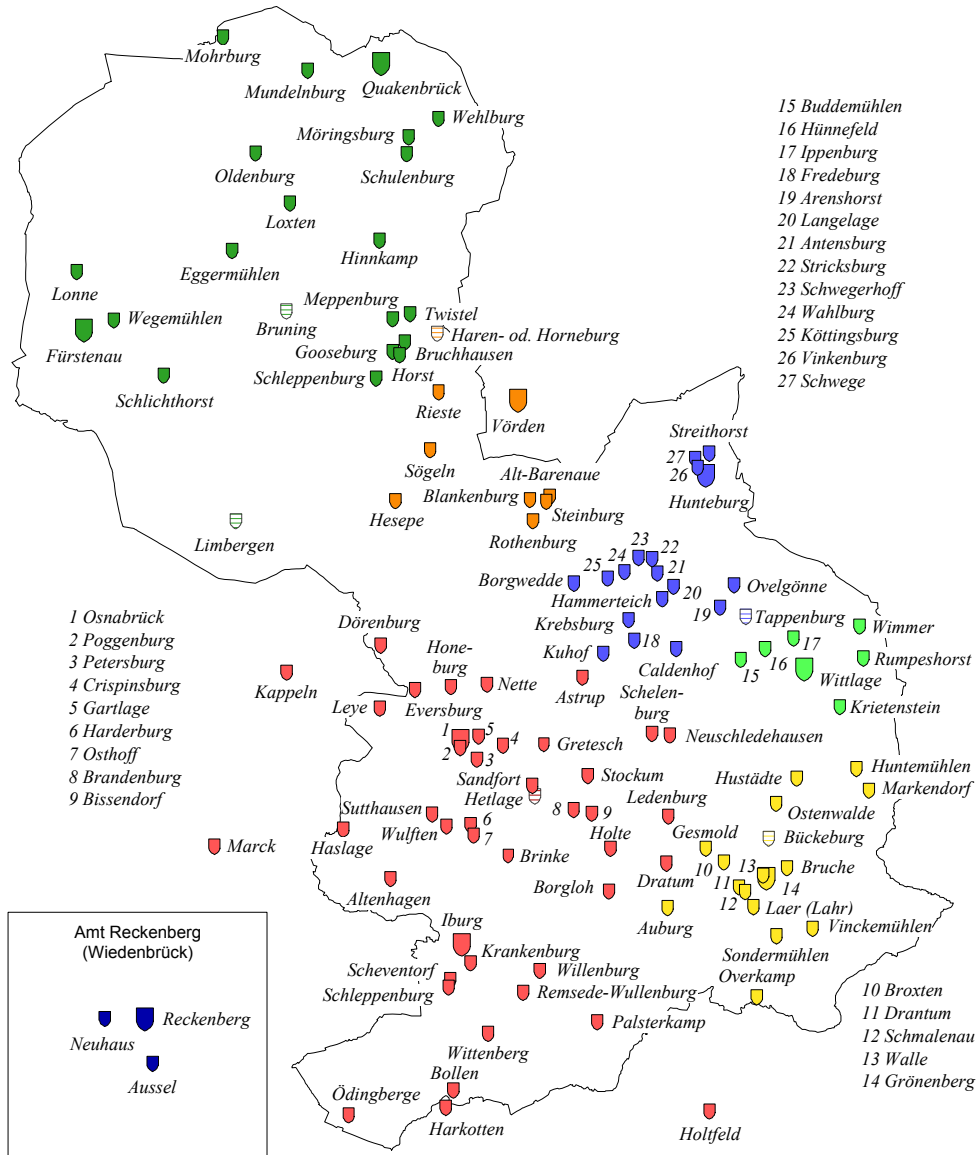 Mohrburg
Mundelnburg
Quakenbrück
Wehlburg
Möringsburg
Oldenburg
Schulenburg
Loxten
Hinnkamp
Eggermühlen
Lonne
Wegemühlen
Fürstenau
Bruning
Meppenburg
Twistel
Haren- od. Horneburg
Gooseburg
Bruchhausen
Horst
Schleppenburg
Schlichthorst
Rieste
Vörden
Sögeln
Hesepe
Alt-Barenaue
Blankenburg
Steinburg
Rothenburg
Limbergen
15 Buddemühlen
16 Hünnefeld
17 Ippenburg
18 Fredeburg
19 Arenshorst
20 Langelage
21 Antensburg
22 Stricksburg
23 Schwegerhoff
24 Wahlburg
25 Köttingsburg
26 Vinkenburg
27 Schwege
Streithorst
27
26
Hunteburg
23
22
24
25
21
20
Borgwedde
Hammerteich
Ovelgönne
19
Tappenburg
Krebsburg
18
Kuhof
Caldenhof
17
16
15
Wimmer
Rumpeshorst
Wittlage
Krietenstein
1 Osnabrück
2 Poggenburg
3 Petersburg
4 Crispinsburg
5 Gartlage
6 Harderburg
7 Osthoff
8 Brandenburg
9 Bissendorf
Dörenburg
Hone-
burg
Kappeln
Nette
Leye
Eversburg
Astrup
Schelen-
burg
Neuschledehausen
1
5
2
4
3
Gretesch
Sandfort
Hetlage
Stockum
Hustädte
Huntemühlen
Markendorf
Ostenwalde
Sutthausen
Wulften
6
7
8
9
Holte
Ledenburg
Gesmold
Bückeburg
Marck
Haslage
Brinke
Dratum
10
13
Bruche
11
14
12
Altenhagen
Borgloh
Auburg
Laer (Lahr)
Vinckemühlen
Sondermühlen
Overkamp
Iburg
Krankenburg
Scheventorf
Schleppenburg
Willenburg
Remsede-Wullenburg
Palsterkamp
Wittenberg
Bollen
Ödingberge
Harkotten
Holtfeld
10 Broxten
11 Drantum
12 Schmalenau
13 Walle
14 Grönenberg
Amt Reckenberg
(Wiedenbrück)
Reckenberg
Neuhaus
Aussel